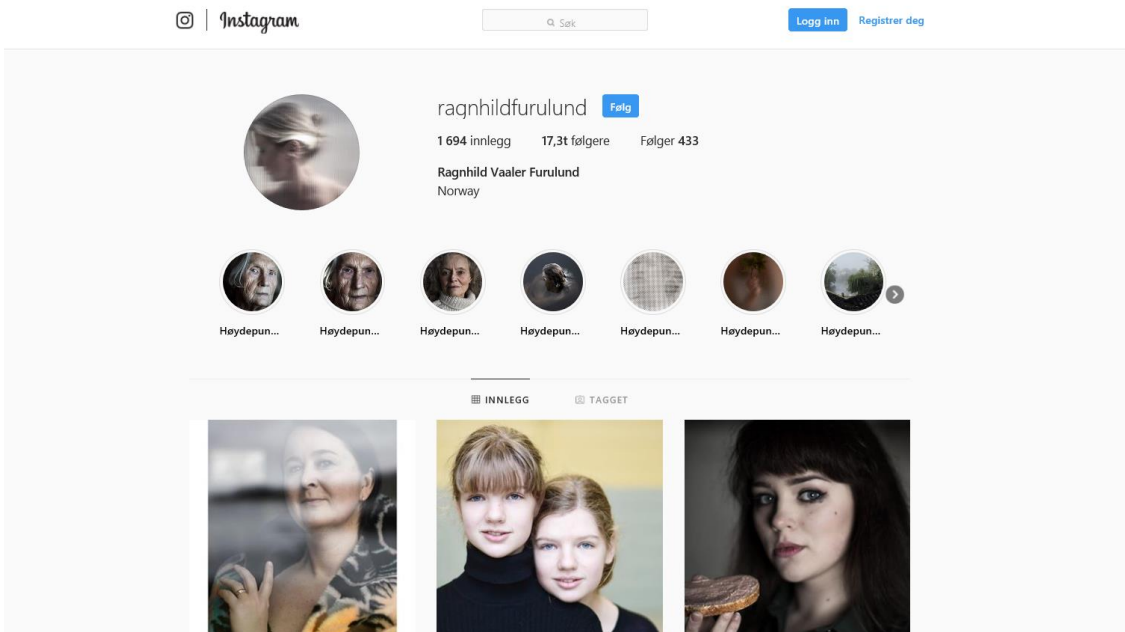 Instagram
Søk
Logg inn
Registrer deg
ragnhildfurulund
Følg
1 694 innlegg 17,3t følgere Følger 433
Ragnhild Vaaler Furulund
Norway
Høydepun... Høydepun... Høydepun... Høydepun... Høydepun... Høydepun... Høydepun...
INNLEGG TAGGET